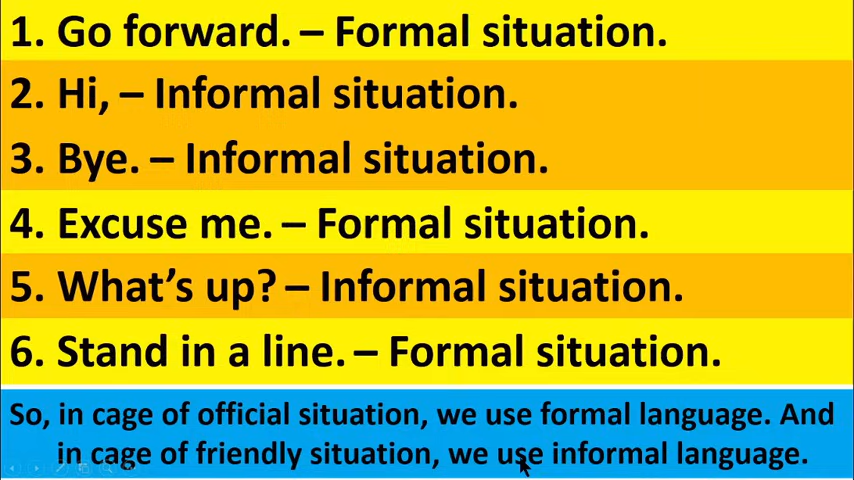 1. Go forward. – Formal situation.
2. Hi, – Informal situation.
3. Bye. – Informal situation.
4. Excuse me. – Formal situation.
5. What’s up? – Informal situation.
6. Stand in a line. – Formal situation.
So, in cage of official situation, we use formal language. And
in cage of friendly situation, we use informal language.